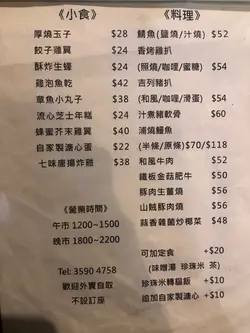 《小食》
厚燒玉子 $28
餃子雞翼 $24
酥炸生蠔 $24
雞泡魚乾 $42
章魚小丸子 $38
流心芝士年糕 $24
蜂蜜芥末雞翼 $40
自家製溏心蛋 $12
七味唐揚炸雞 $38
《營業時間》
午市 1200~1500
晚市 1800~2200
Tel: 3590 4758
歡迎外賣自取
不設訂座
《料理》
鯖魚(鹽燒/汁燒) $52
香烤雞扒
(照燒/咖喱/蜜糖) $54
吉列豬扒
(和風/咖喱/滑蛋) $54
汁煮豬軟骨 $60
浦燒鰻魚
(半條/原條) $70/$118
和風牛肉 $52
鐵板金菇肥牛 $50
豚肉生薑燒 $56
山賊豚肉燒 $56
蒜香雜菌炒椰菜 $48
可加定食 +$20
(味噌湯 珍珠米 茶)
珍珠米轉腸飯 +$10
追加自家製溏心 +$10